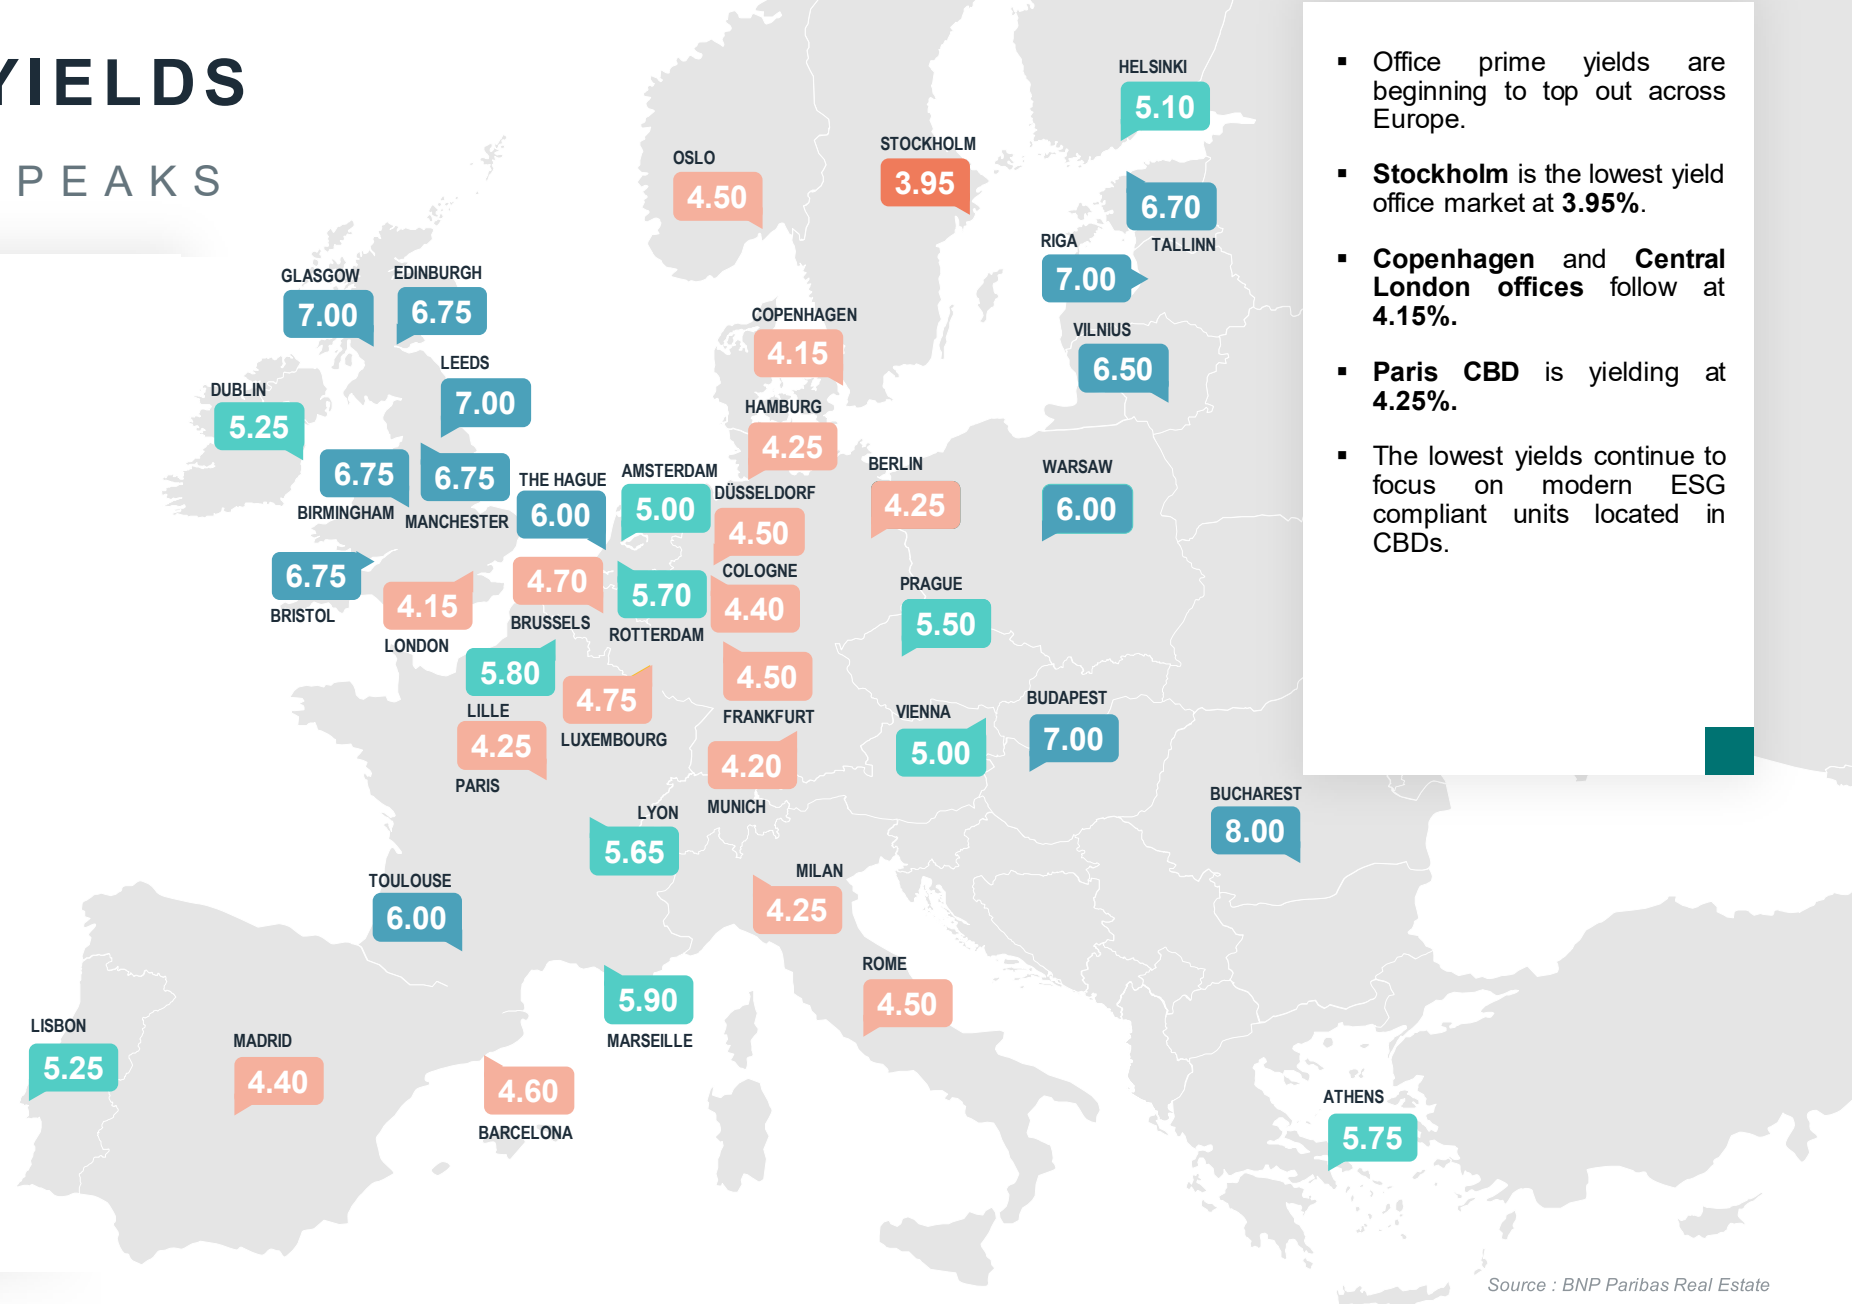 YIELDS
PEAKS
HELSINKI
5.10
OSLO
4.50
STOCKHOLM
3.95
6.70
TALLINN
RIGA
7.00
GLASGOW
7.00
EDINBURGH
6.75
COPENHAGEN
4.15
VILNIUS
6.50
LEEDS
7.00
DUBLIN
5.25
HAMBURG
4.25
6.75
BIRMINGHAM
6.75
MANCHESTER
THE HAGUE
6.00
AMSTERDAM
5.00
DÜSSELDORF
4.50
BERLIN
4.25
WARSAW
6.00
6.75
BRISTOL
4.15
LONDON
4.70
BRUSSELS
5.70
ROTTERDAM
COLOGNE
4.40
PRAGUE
5.50
5.80
LILLE
4.75
LUXEMBOURG
4.50
FRANKFURT
4.25
PARIS
4.20
MUNICH
VIENNA
5.00
BUDAPEST
7.00
BUCHAREST
8.00
LYON
5.65
TOULOUSE
6.00
MILAN
4.25
ROME
4.50
5.90
MARSEILLE
LISBON
5.25
MADRID
4.40
4.60
BARCELONA
ATHENS
5.75
▪ Office prime yields are
beginning to top out across
Europe.
▪ Stockholm is the lowest yield
office market at 3.95%.
▪ Copenhagen and Central
London offices follow at
4.15%.
▪ Paris CBD is yielding at
4.25%.
▪ The lowest yields continue to
focus on modern ESG
compliant units located in
CBDs.
Source : BNP Paribas Real Estate